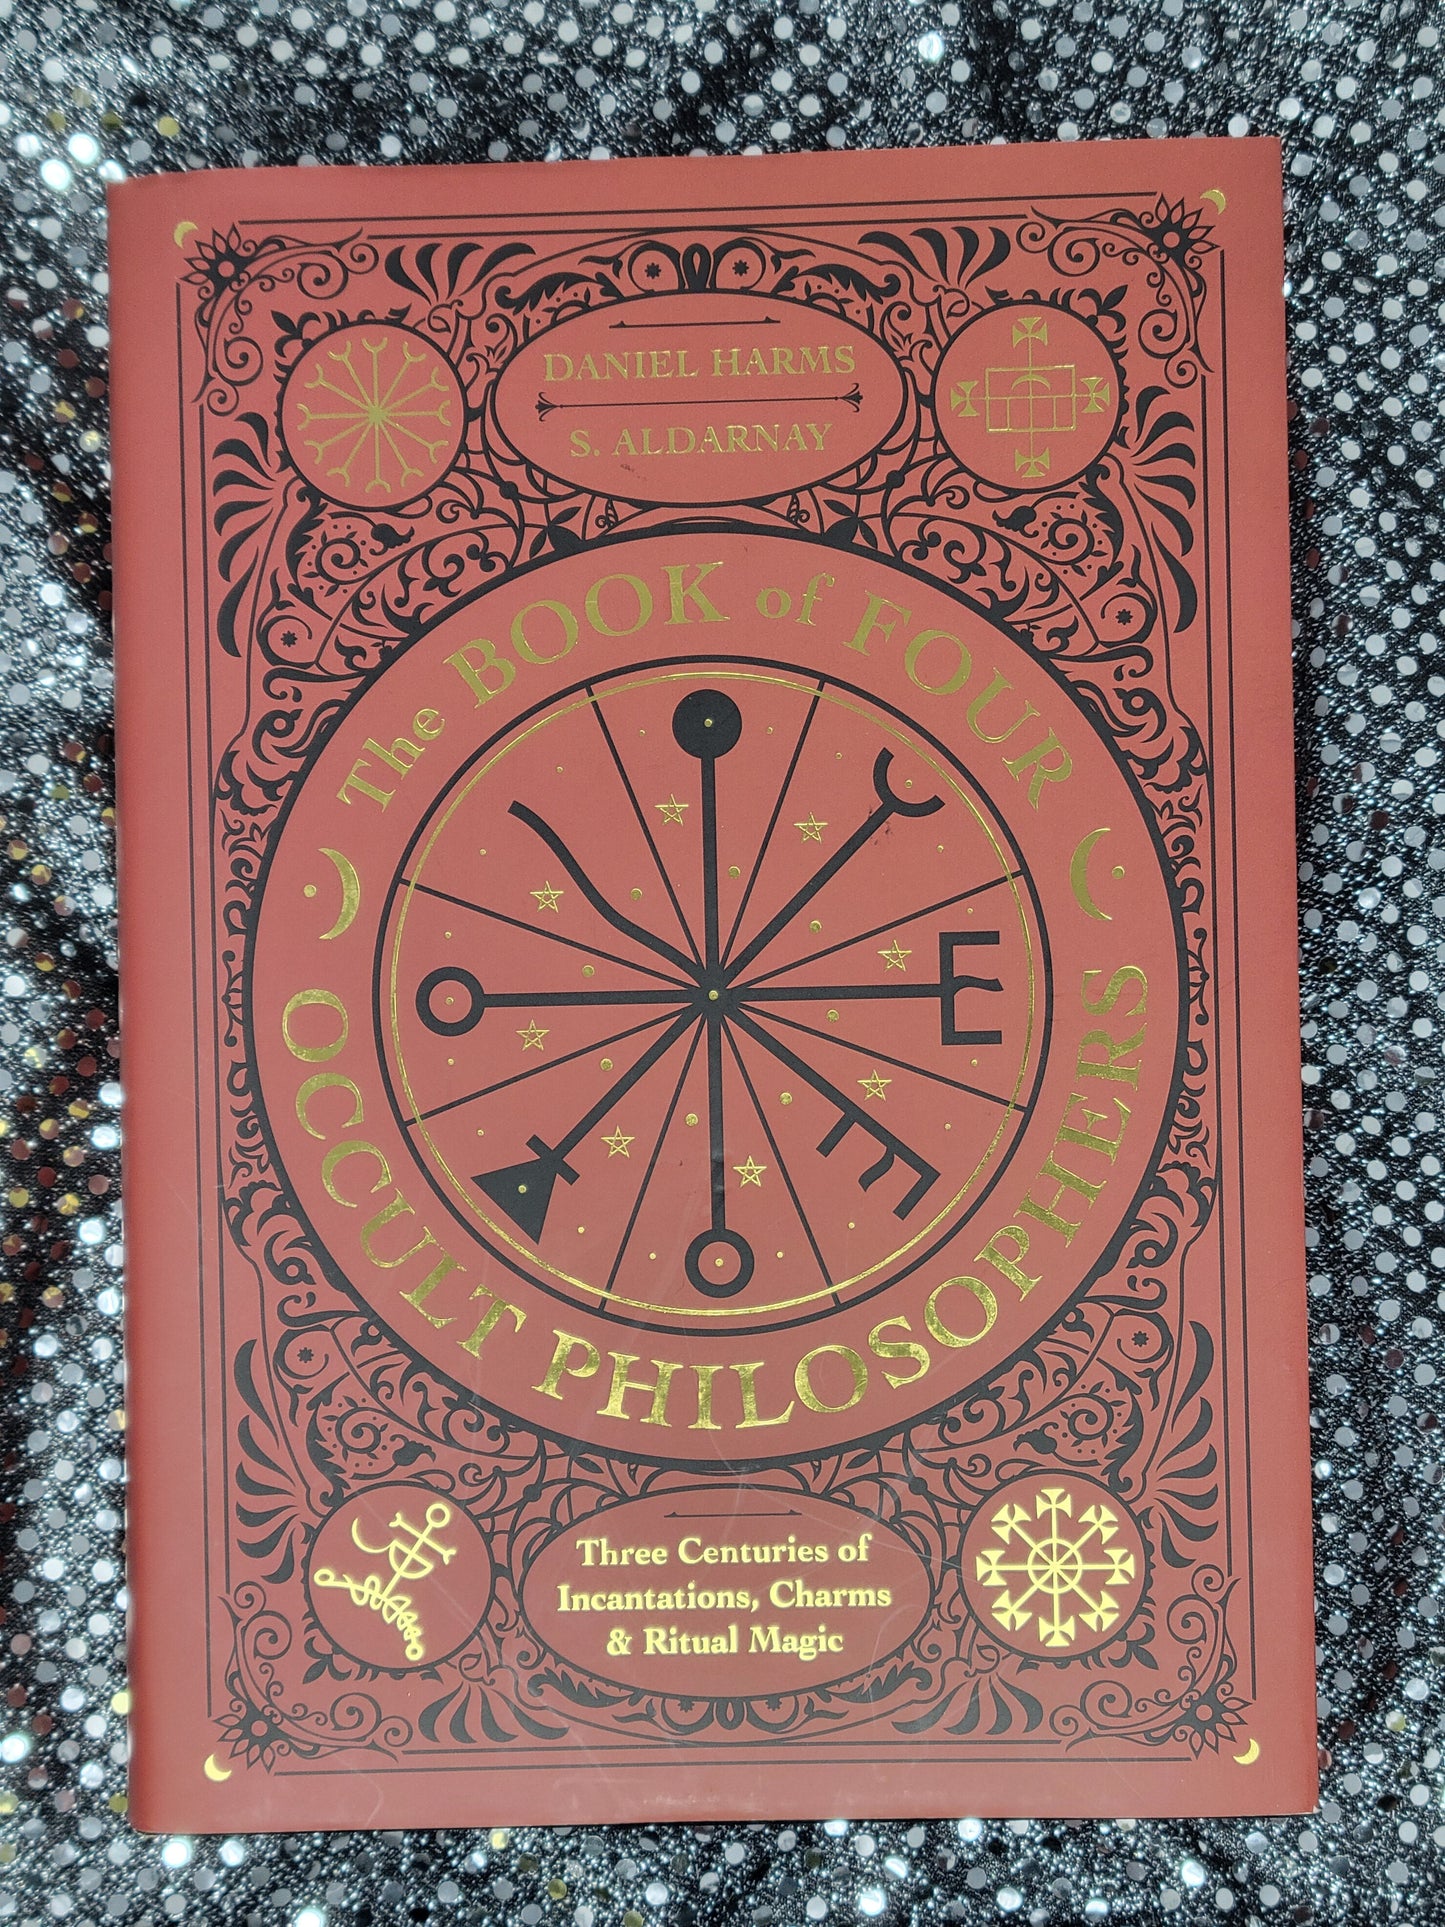 DANIEL HARMS
S. ALDARNAY
The BOOK of FOUR
OCCULT PHILOSOPHERS
Three Centuries of
Incantations, Charms
& Ritual Magic